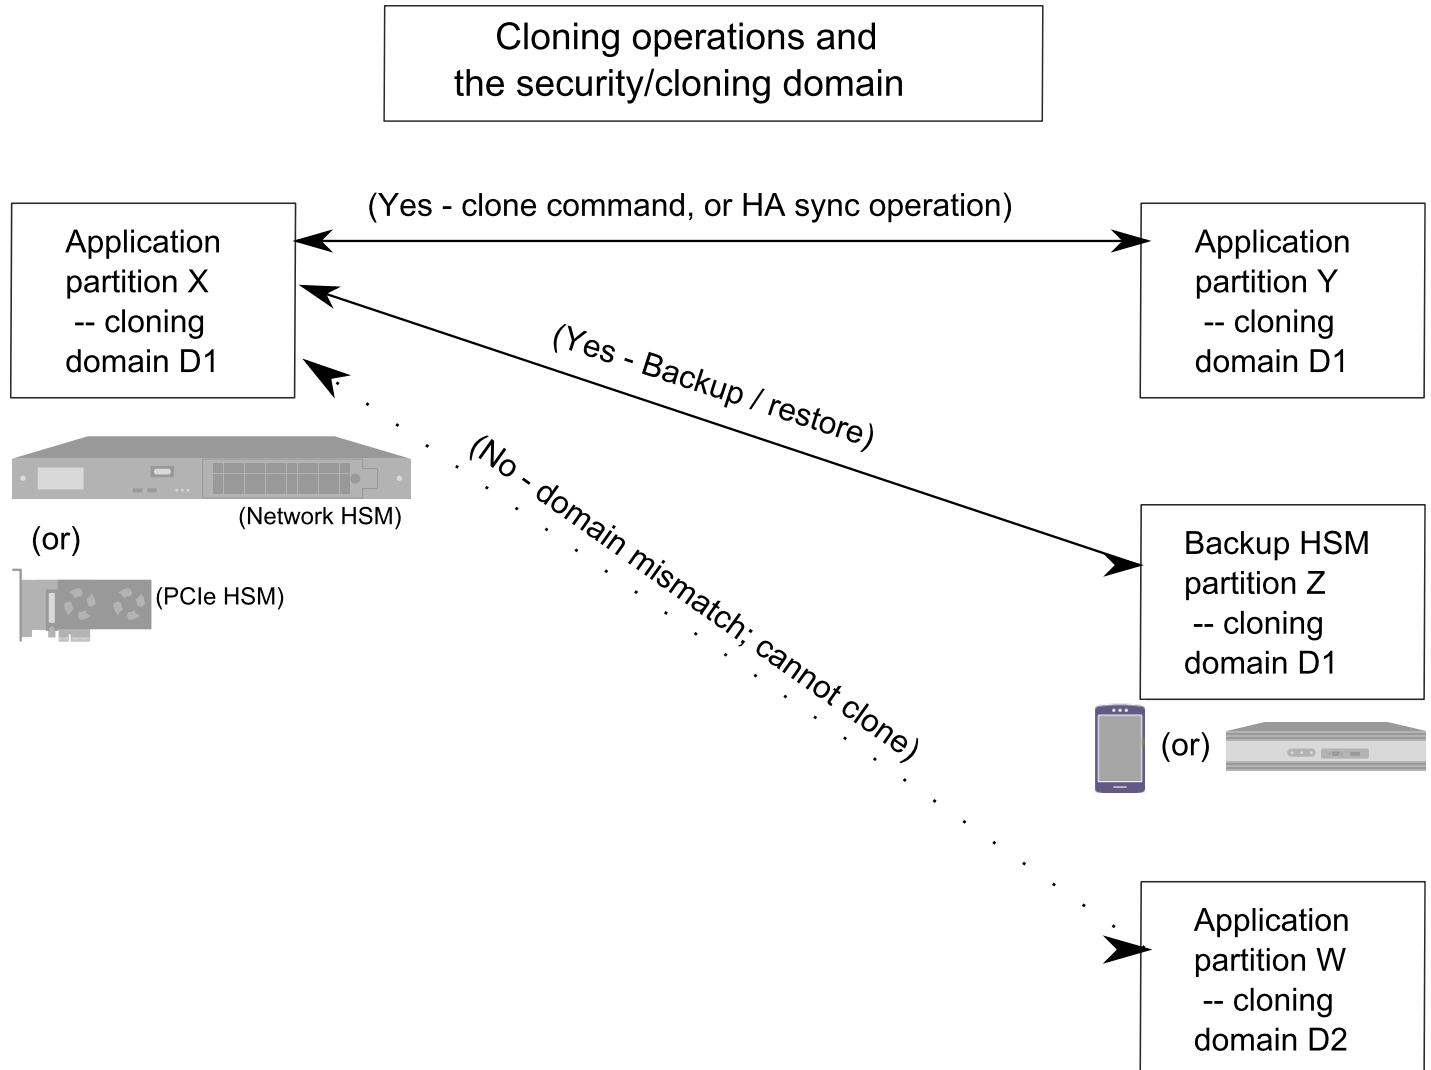 Cloning operations and
the security/cloning domain
(Yes - clone command, or HA sync operation)
Application
partition X
-- cloning
domain D1
Application
partition Y
-- cloning
domain D1
(Yes - Backup / restore)
(No - domain mismatch; cannot clone)
(Network HSM)
(or)
(PCIe HSM)
Backup HSM
partition Z
-- cloning
domain D1
(or)
Application
partition W
-- cloning
domain D2